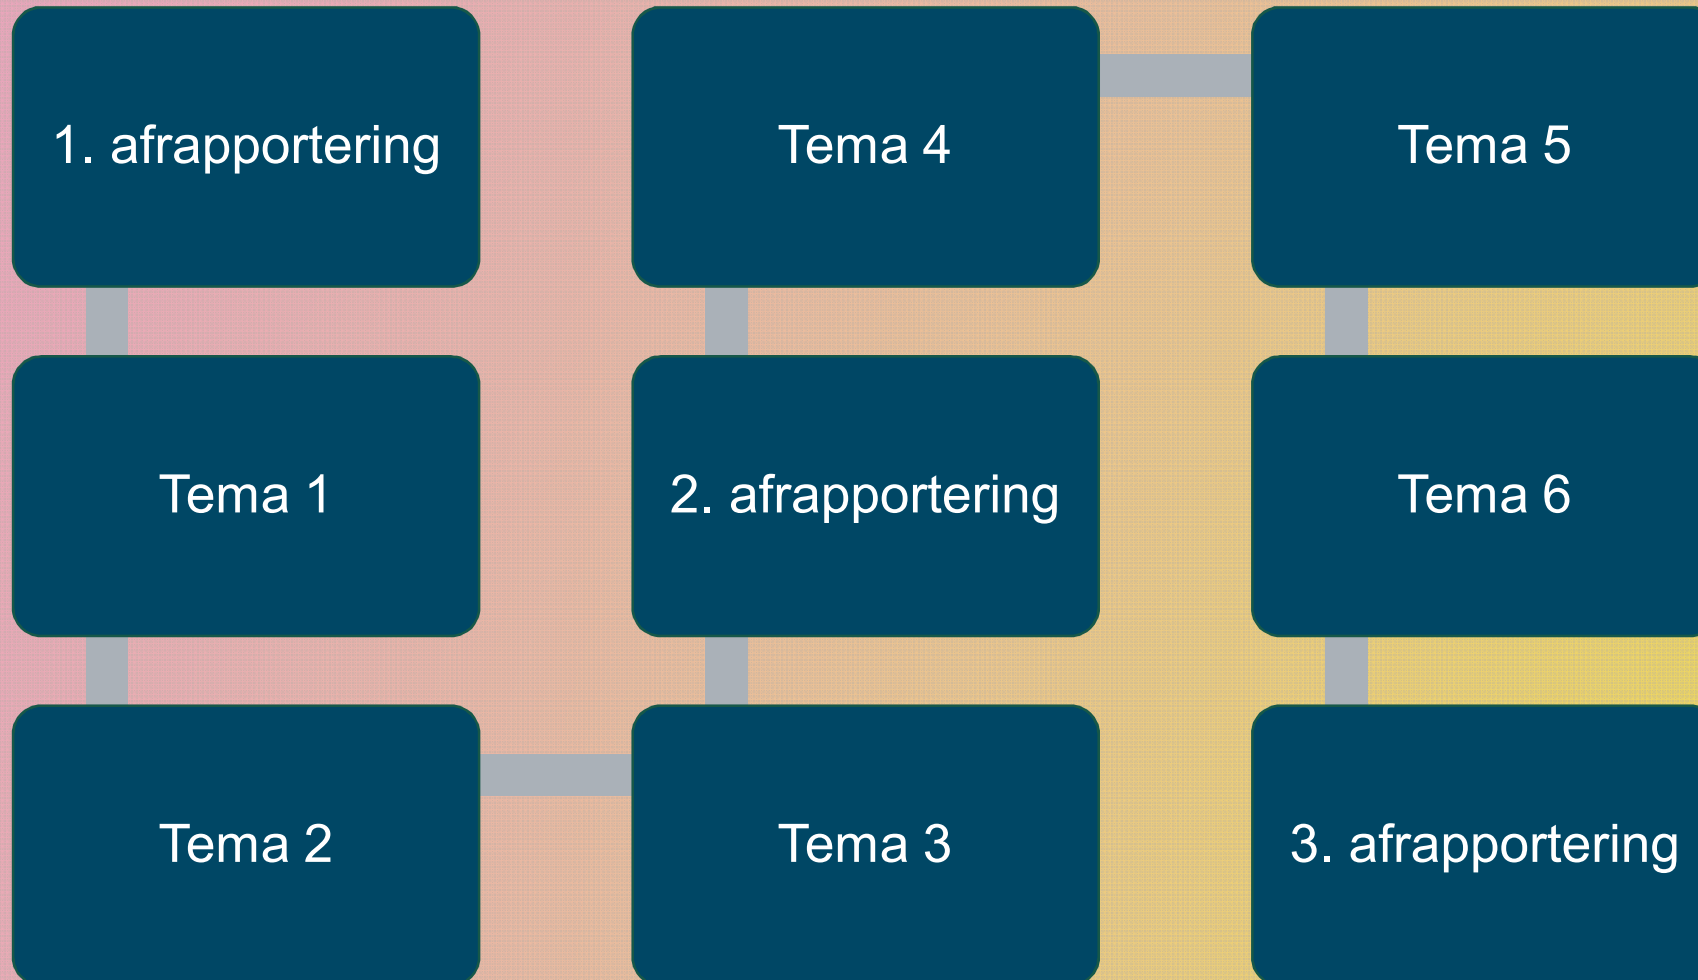 1. afrapportering
Tema 1
Tema 2
Tema 3
2. afrapportering
Tema 4
Tema 5
Tema 6
3. afrapportering